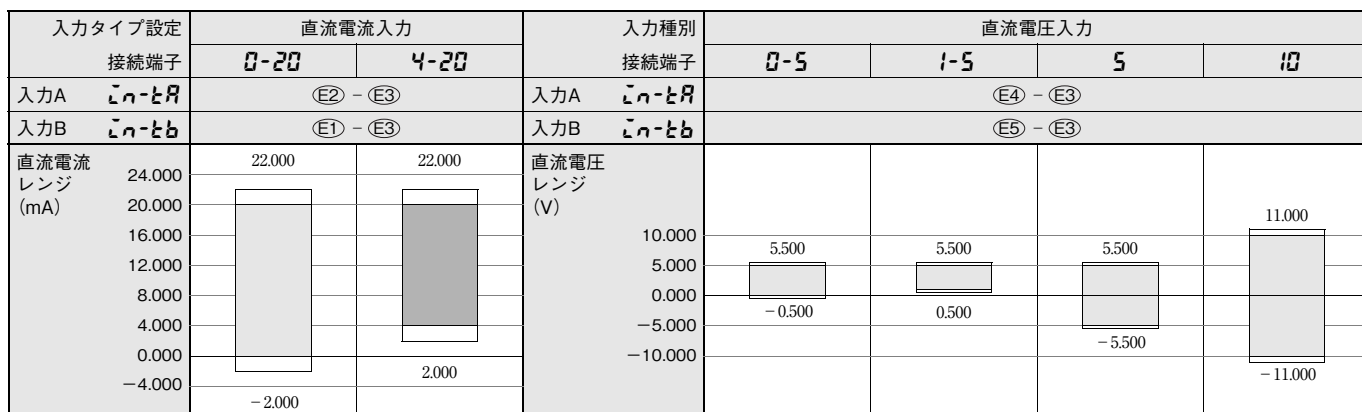 入力タイプ設定 直流電流入力 入力種別 直流電圧入力
接続端子 0-20 4-20 接続端子 0-5 1-5 5 10
入力A in-tA E2 − E3 入力A in-tA E4 − E3
入力B in-tb E1 − E3 入力B in-tb E5 − E3
直流電流
レンジ
(mA)
24.000
20.000
16.000
12.000
8.000
4.000
0.000
−4.000
22.000
−2.000
22.000
2.000
直流電圧
レンジ
(V)
10.000
5.000
0.000
−5.000
−10.000
5.500
−0.500
5.500
0.500
5.500
−5.500
11.000
−11.000